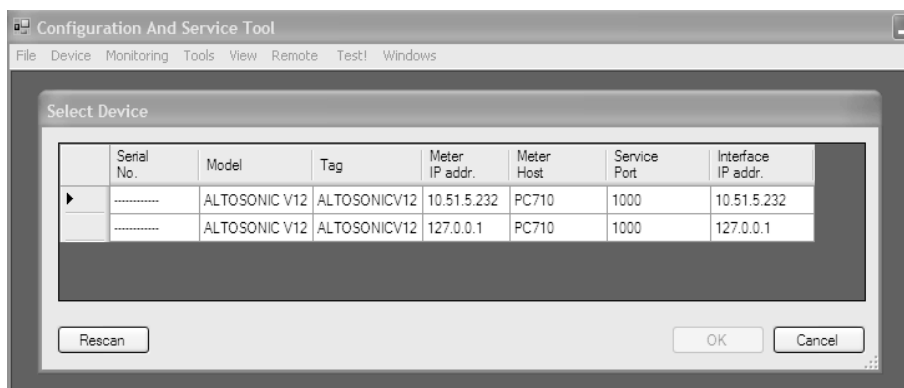 Configuration And Service Tool
File Device Monitoring Tools View Remote Test! Windows
Select Device
Serial No. Model Tag Meter IP addr. Meter Host Service Port Interface IP addr.
------------ ALTOSONIC V12 ALTOSONICV12 10.51.5.232 PC710 1000 10.51.5.232
------------ ALTOSONIC V12 ALTOSONICV12 127.0.0.1 PC710 1000 127.0.0.1
Rescan OK Cancel